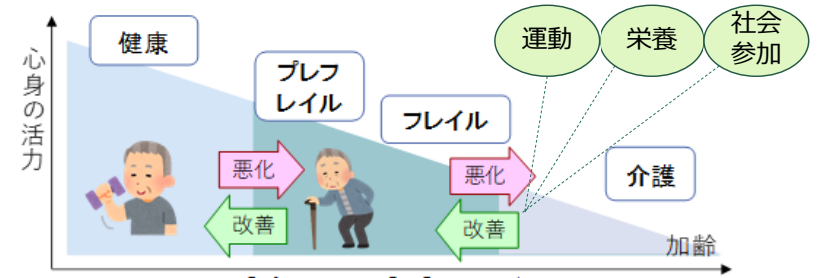 健康
プレフ
レイル
フレイル
介護
運動
栄養
社会
参加
心身の活力
悪化
改善
悪化
改善
加齢